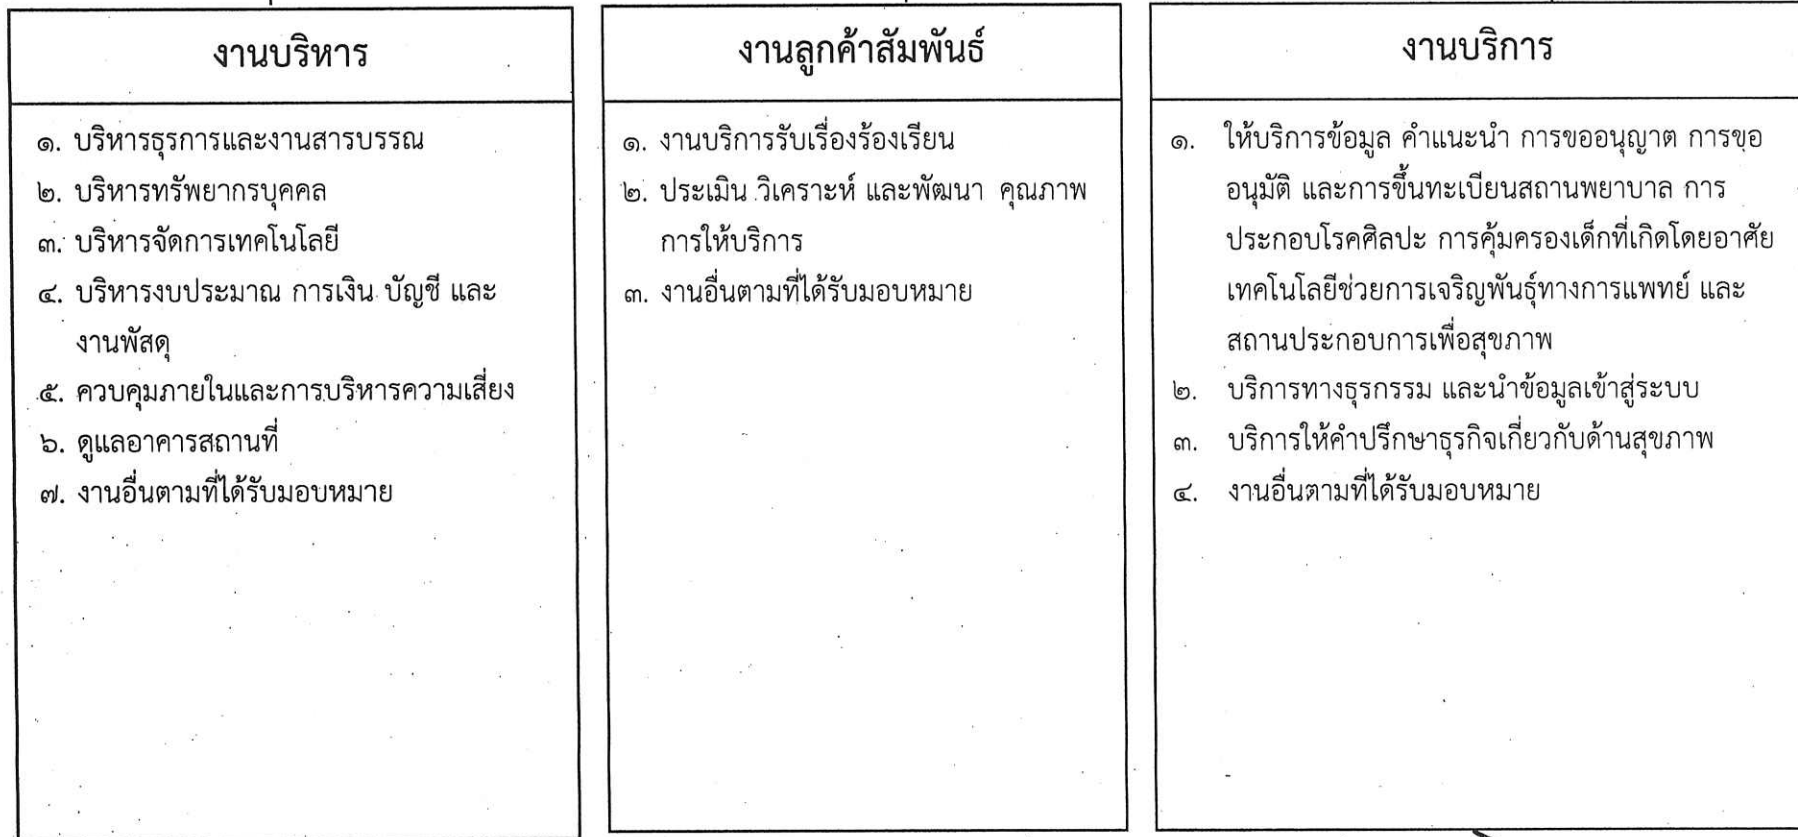 งานบริหาร
๑. บริหารธุรการและงานสารบรรณ
๒. บริหารทรัพยากรบุคคล
๓. บริหารจัดการเทคโนโลยี
๔. บริหารงบประมาณ การเงิน บัญชี และ
งานพัสดุ
๕. ควบคุมภายในและการบริหารความเสี่ยง
๖. ดูแลอาคารสถานที่
๗. งานอื่นตามที่ได้รับมอบหมาย
งานลูกค้าสัมพันธ์
๑. งานบริการรับเรื่องร้องเรียน
๒. ประเมิน วิเคราะห์ และพัฒนา คุณภาพ
การให้บริการ
๓. งานอื่นตามที่ได้รับมอบหมาย
งานบริการ
๑. ให้บริการข้อมูล คำแนะนำ การขออนุญาต การขอ
อนุมัติ และการขึ้นทะเบียนสถานพยาบาล การ
ประกอบโรคศิลปะ การคุ้มครองเด็กที่เกิดโดยอาศัย
เทคโนโลยีช่วยการเจริญพันธุ์ทางการแพทย์ และ
สถานประกอบการเพื่อสุขภาพ
๒. บริการทางธุรกรรม และนำข้อมูลเข้าสู่ระบบ
๓. บริการให้คำปรึกษาธุรกิจเกี่ยวกับด้านสุขภาพ
๔. งานอื่นตามที่ได้รับมอบหมาย